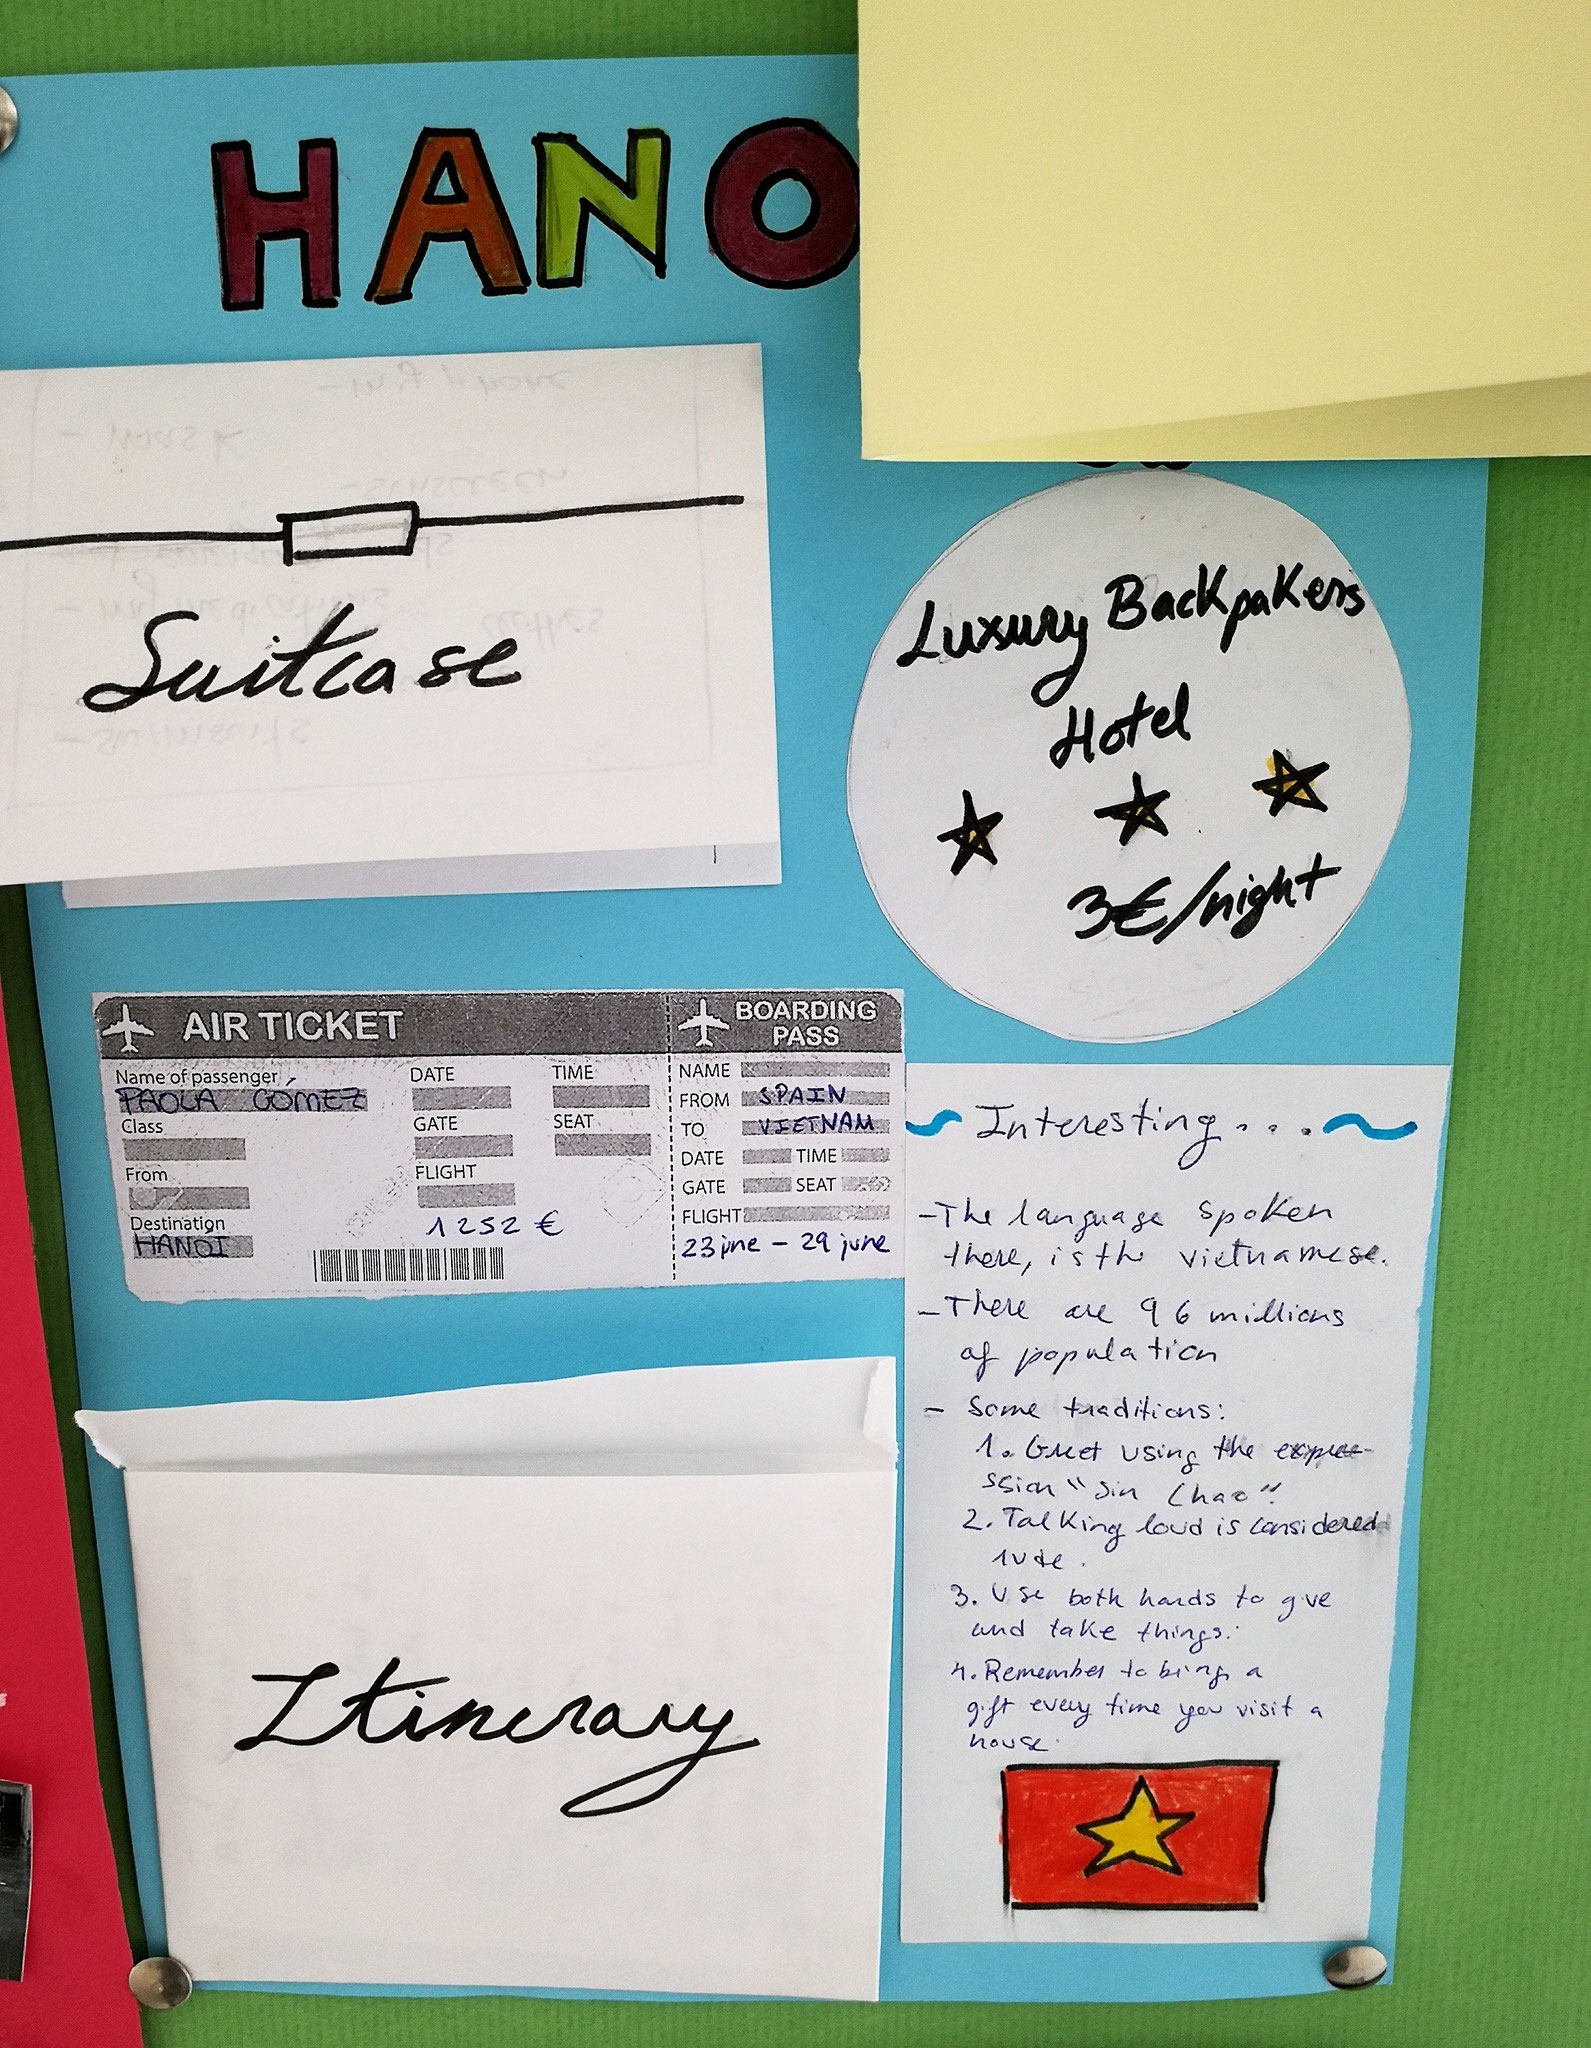 HANO
Suitcase
Luxury Backpakers
Hotel
3€/night
AIR TICKET
Name of passenger
PAOLA GÓMEZ
DATE
TIME
Class
GATE
SEAT
From
FLIGHT
Destination
HANOI
1252 €
BOARDING
PASS
NAME
FROM SPAIN
TO VIETNAM
DATE TIME
GATE SEAT
FLIGHT
23 june - 29 june
Interesting...
- The language spoken
there, is the vietnamese.
- There are 96 millions
of population
- Some traditions:
1. Greet using the expre-
ssion "Sin Chao".
2. Talking loud is considered
rude.
3. Use both hands to give
and take things.
4. Remember to bring a
gift every time you visit a
house.
Itinerary